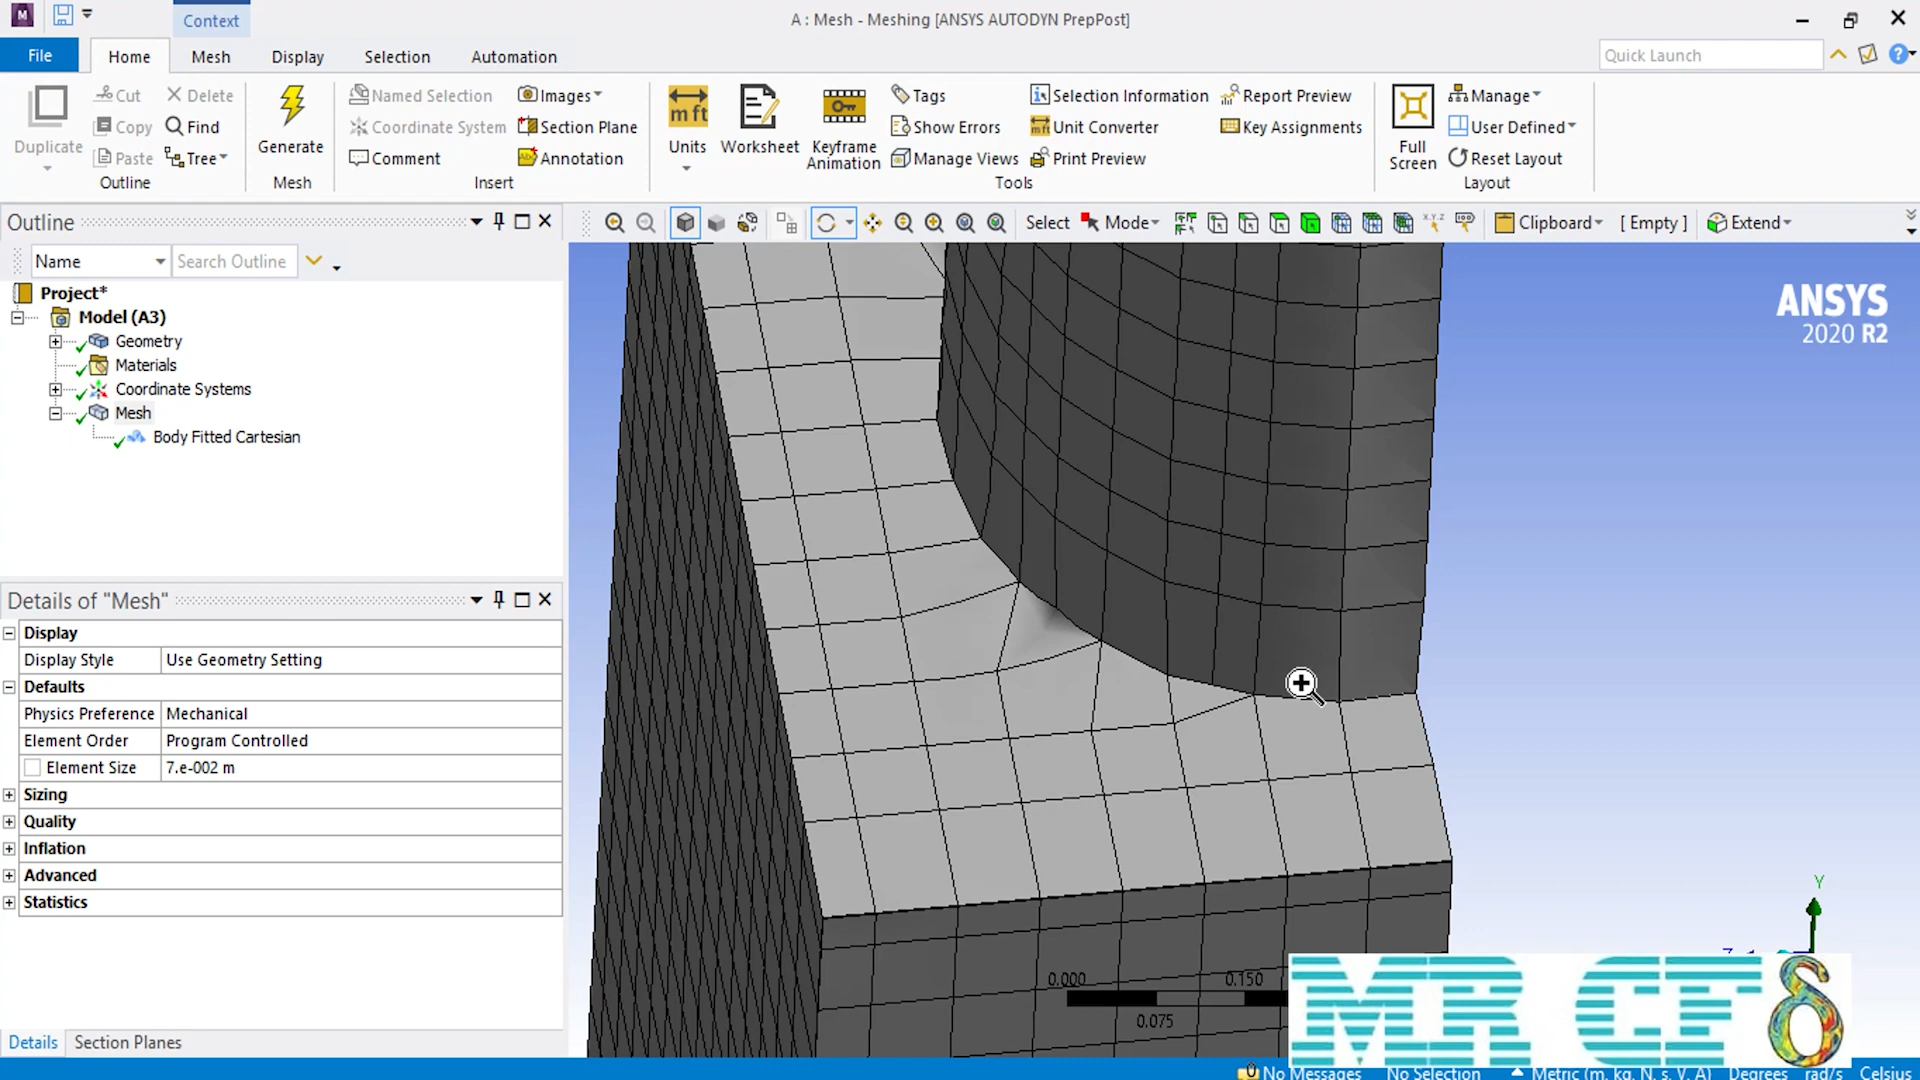 Context
A : Mesh - Meshing [ANSYS AUTODYN PrepPost]
File Home Mesh Display Selection Automation
Quick Launch
Duplicate
Cut Delete
Copy Find
Paste Tree
Outline
Generate
Mesh
Named Selection Images
Coordinate System Section Plane
Comment Annotation
Insert
Units
Worksheet
Keyframe
Animation
Tags
Show Errors
Manage Views
Selection Information
Unit Converter
Print Preview
Report Preview
Key Assignments
Tools
Full
Screen
Manage
User Defined
Reset Layout
Layout
Outline
Select Mode Clipboard [ Empty ] Extend
Name Search Outline
Project*
Model (A3)
Geometry
Materials
Coordinate Systems
Mesh
Body Fitted Cartesian
Details of "Mesh"
Display
Display Style Use Geometry Setting
Defaults
Physics Preference Mechanical
Element Order Program Controlled
Element Size 7.e-002 m
Sizing
Quality
Inflation
Advanced
Statistics
Details Section Planes
ANSYS
2020 R2
Y
0.000 0.150
0.075
MR CF
No Messages No Selection Metric (m, kg, N, s, V, A) Degrees rad/s Celsius